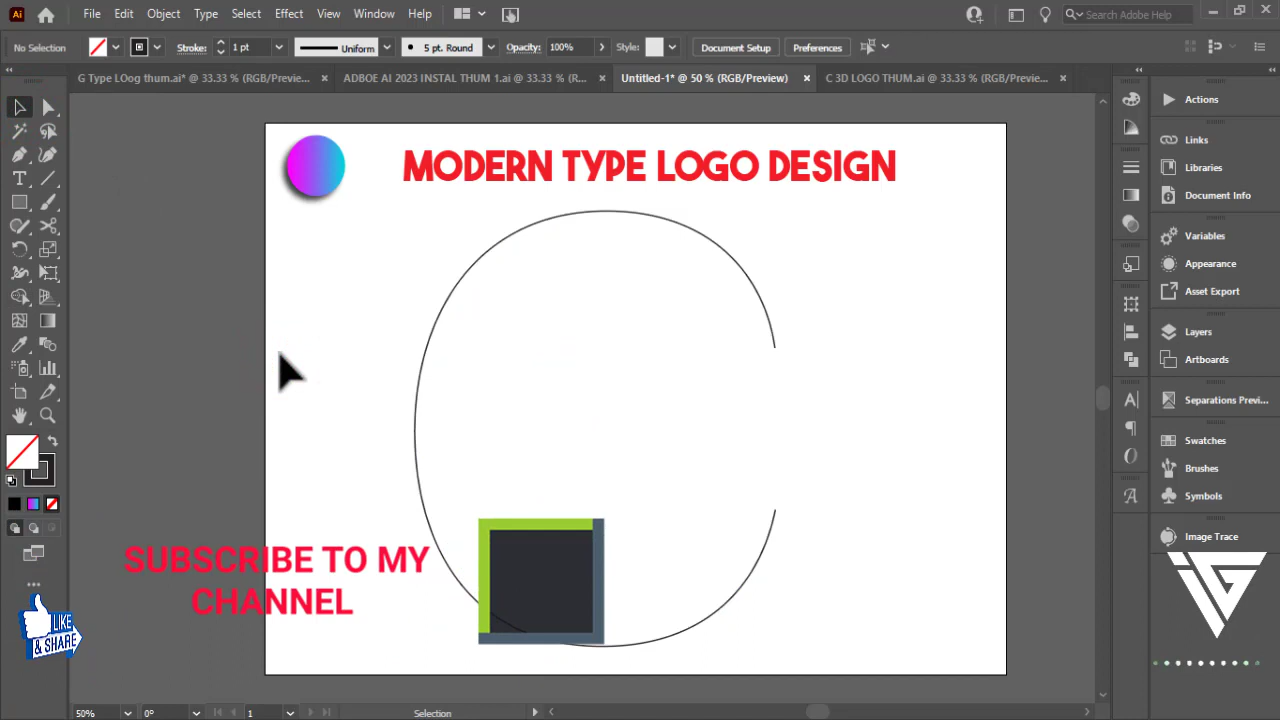 Ai File Edit Object Type Select Effect View Window Help Search Adobe Help
No Selection Stroke: 1 pt Uniform 5 pt. Round Opacity: 100% Style: Document Setup Preferences
G Type LOog thum.ai* @ 33.33 % (RGB/Previe... ADBOE AI 2023 INSTAL THUM 1.ai @ 33.33 % (R... Untitled-1* @ 50 % (RGB/Preview) C 3D LOGO THUM.ai @ 33.33 % (RGB/Previe...
Actions
Links
Libraries
Document Info
Variables
Appearance
Asset Export
Layers
Artboards
Separations Previ...
Swatches
Brushes
Symbols
Image Trace
MODERN TYPE LOGO DESIGN
SUBSCRIBE TO MY
CHANNEL
LIKE
& SHARE
50% 0° 1 Selection